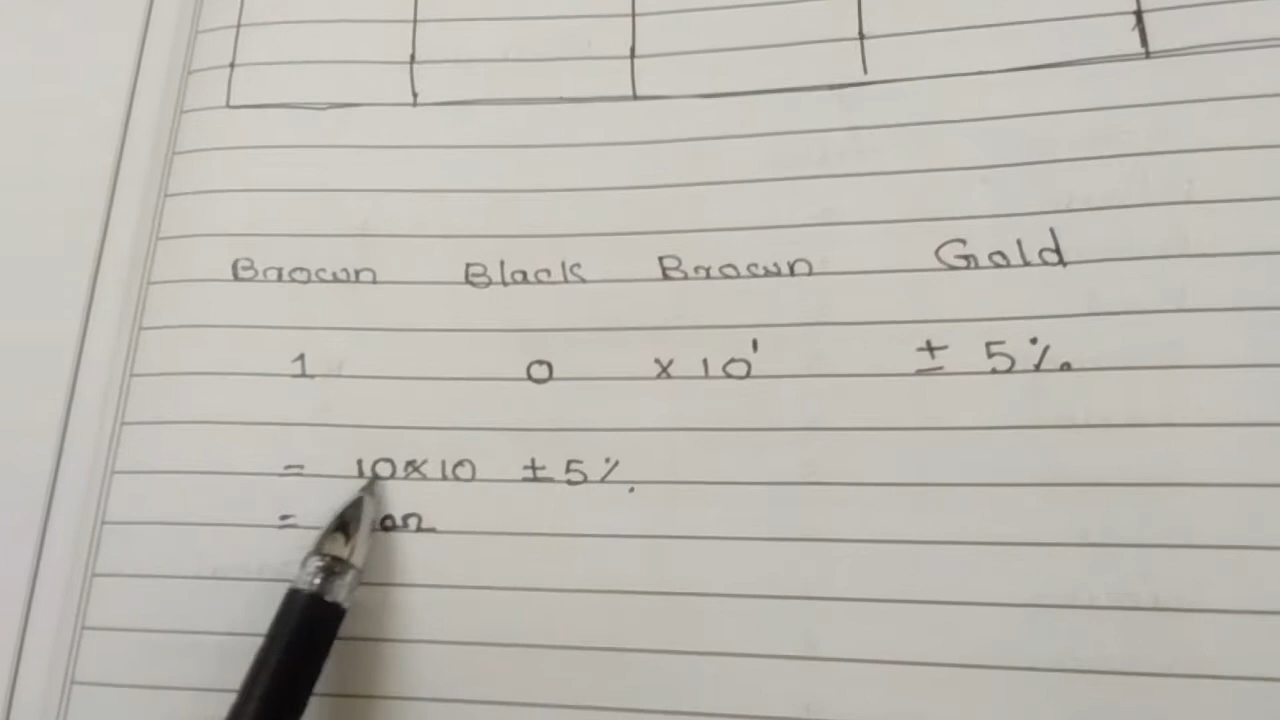 Brown Black Brown Gold
1 0 × 10¹ ± 5%
= 10×10 ± 5%.
=